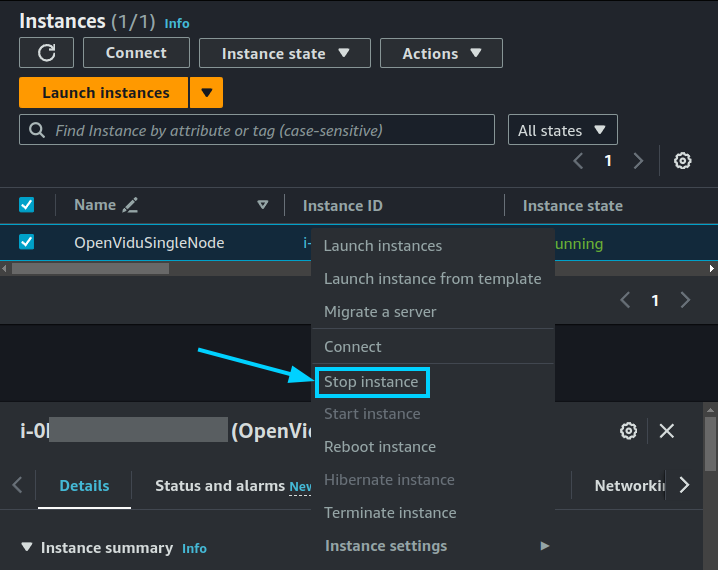 Instances (1/1) Info
Connect Instance state Actions
Launch instances
Find Instance by attribute or tag (case-sensitive) All states
1
Name Instance ID Instance state
OpenViduSingleNode i- unning
Launch instances
Launch instance from template
Migrate a server
1
Connect
Stop instance
Start instance
i-0 (OpenVid
Reboot instance
Hibernate instance
Details Status and alarms New Networkin
Terminate instance
Instance settings
Instance summary Info